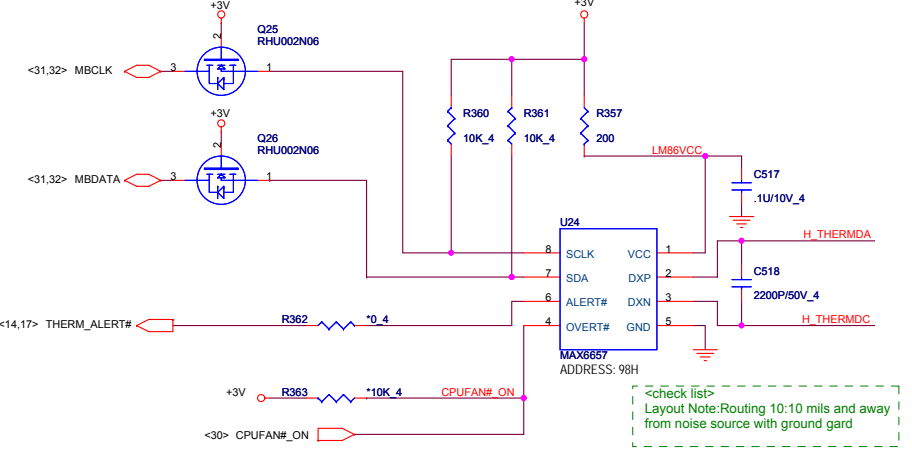 +3V
+3V
Q25
RHU002N06
2
<31,32> MBCLK
3
1
R360
10K_4
R361
10K_4
R357
200
+3V
Q26
RHU002N06
2
LM86VCC
<31,32> MBDATA
3
1
C517
.1U/10V_4
U24
H_THERMDA
8 SCLK VCC 1
7 SDA DXP 2
C518
2200P/50V_4
6 ALERT# DXN 3
<14,17> THERM_ALERT#
R362 *0_4
4 OVERT# GND 5
H_THERMDC
MAX6657
ADDRESS: 98H
+3V
R363 *10K_4
CPUFAN#_ON
<30> CPUFAN#_ON
<check list>
Layout Note:Routing 10:10 mils and away
from noise source with ground gard